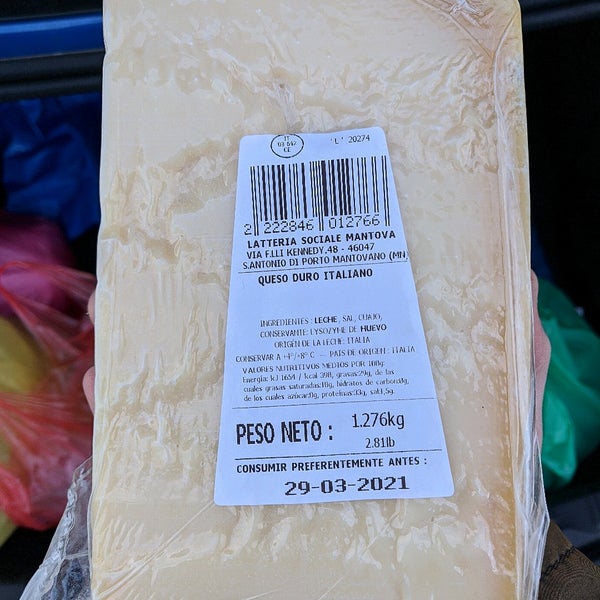 IT
03 647
CE
"L" 20274
2 222846 012766
LATTERIA SOCIALE MANTOVA
VIA F.LLI KENNEDY,48 - 46047
S.ANTONIO DI PORTO MANTOVANO (MN)
QUESO DURO ITALIANO
INGREDIENTES : LECHE, SAL, CUAJO,
CONSERVANTE: LYSOZYME DE HUEVO
ORIGEN DE LA LECHE: ITALIA
CONSERVAR A +4°/+8° C — PAIS DE ORIGEN : ITALIA
VALORES NUTRITIVOS MEDIOS POR 100g:
Energia: kJ 1654 / kcal 398, grasas:29g, de las
cuales grasas saturadas:18g, hidratos de carbon:0g,
de los cuales azúcar:0g, proteinas:33g, sal:1,5g.
PESO NETO : 1.276kg
2.81lb
CONSUMIR PREFERENTEMENTE ANTES :
29-03-2021